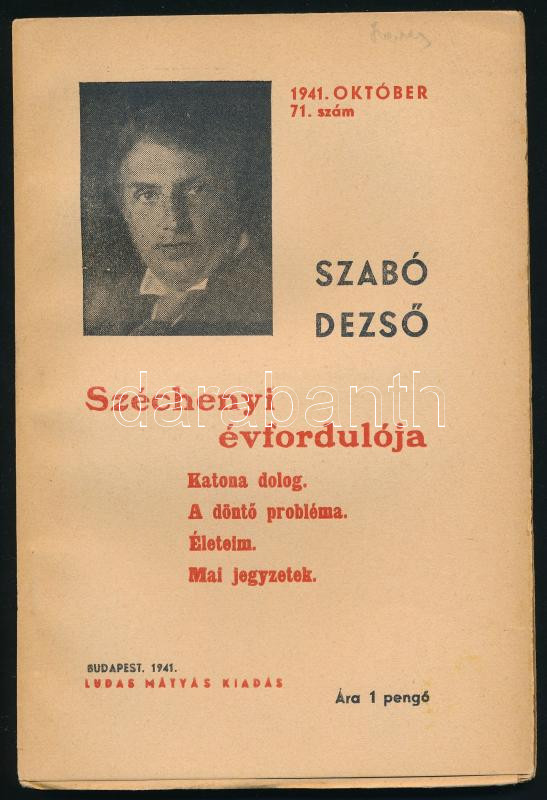 1941. OKTÓBER
71. szám
SZABÓ
DEZSŐ
Széchenyi
évfordulója
darabanth
Katona dolog.
A döntő probléma.
Életeim.
Mai jegyzetek.
BUDAPEST, 1941.
LUDAS MÁTYÁS KIADÁS
Ára 1 pengő